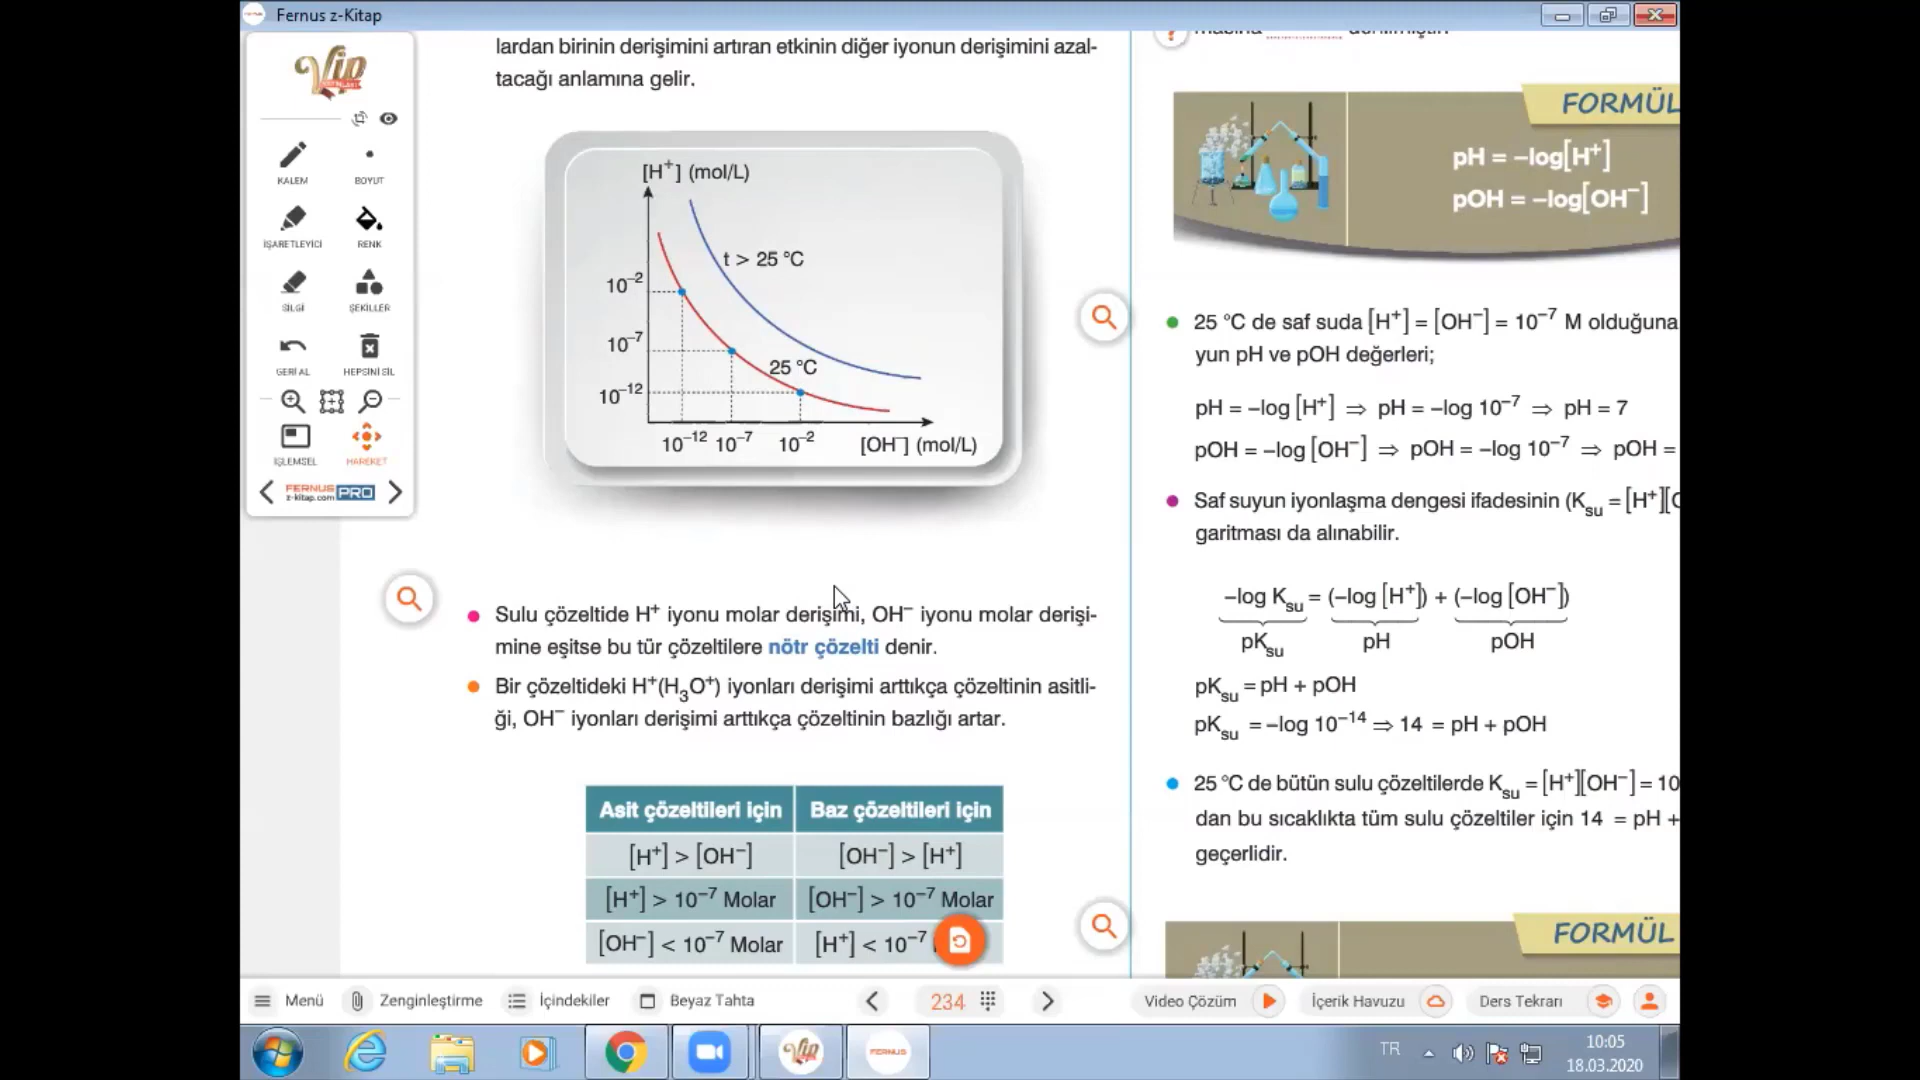 Fernus z-Kitap
Vip
KALEM
BOYUT
İŞARETLEYİCİ
RENK
SİLGİ
ŞEKİLLER
GERİ AL
HEPSİNİ SİL
İŞLEMSEL
HAREKET
FERNUS
z-kitap.com PRO
lardan birinin derişimini artıran etkinin diğer iyonun derişimini azal-
tacağı anlamına gelir.
[H⁺] (mol/L)
t > 25 °C
10⁻²
10⁻⁷
25 °C
10⁻¹²
10⁻¹² 10⁻⁷ 10⁻² [OH⁻] (mol/L)
Sulu çözeltide H⁺ iyonu molar derişimi, OH⁻ iyonu molar derişi-
mine eşitse bu tür çözeltilere nötr çözelti denir.
Bir çözeltideki H⁺(H₃O⁺) iyonları derişimi arttıkça çözeltinin asitli-
ği, OH⁻ iyonları derişimi arttıkça çözeltinin bazlığı artar.
Asit çözeltileri için Baz çözeltileri için
[H⁺] > [OH⁻] [OH⁻] > [H⁺]
[H⁺] > 10⁻⁷ Molar [OH⁻] > 10⁻⁷ Molar
[OH⁻] < 10⁻⁷ Molar [H⁺] < 10⁻⁷
FORMÜL
pH = –log[H⁺]
pOH = –log[OH⁻]
25 °C de saf suda [H⁺] = [OH⁻] = 10⁻⁷ M olduğuna
yun pH ve pOH değerleri;
pH = –log [H⁺] ⇒ pH = –log 10⁻⁷ ⇒ pH = 7
pOH = –log [OH⁻] ⇒ pOH = –log 10⁻⁷ ⇒ pOH =
Saf suyun iyonlaşma dengesi ifadesinin (Kₛᵤ = [H⁺][
garitması da alınabilir.
–log Kₛᵤ = (–log [H⁺]) + (–log [OH⁻])
pKₛᵤ pH pOH
pKₛᵤ = pH + pOH
pKₛᵤ = –log 10⁻¹⁴ ⇒ 14 = pH + pOH
25 °C de bütün sulu çözeltilerde Kₛᵤ = [H⁺][OH⁻] = 10
dan bu sıcaklıkta tüm sulu çözeltiler için 14 = pH +
geçerlidir.
FORMÜL
Menü Zenginleştirme İçindekiler Beyaz Tahta 234 Video Çözüm İçerik Havuzu Ders Tekrarı
Vip
FERNUS
TR
10:05
18.03.2020